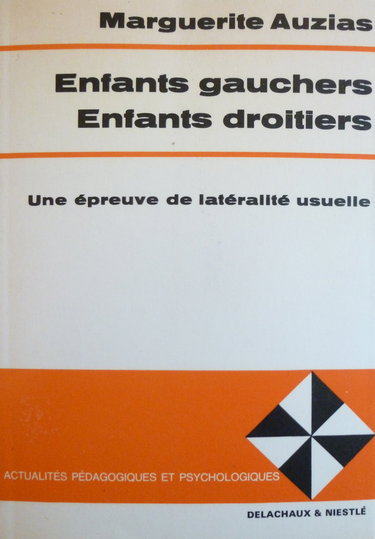 Marguerite Auzias
Enfants gauchers
Enfants droitiers
Une épreuve de latéralité usuelle
ACTUALITÉS PÉDAGOGIQUES ET PSYCHOLOGIQUES
DELACHAUX & NIESTLÉ